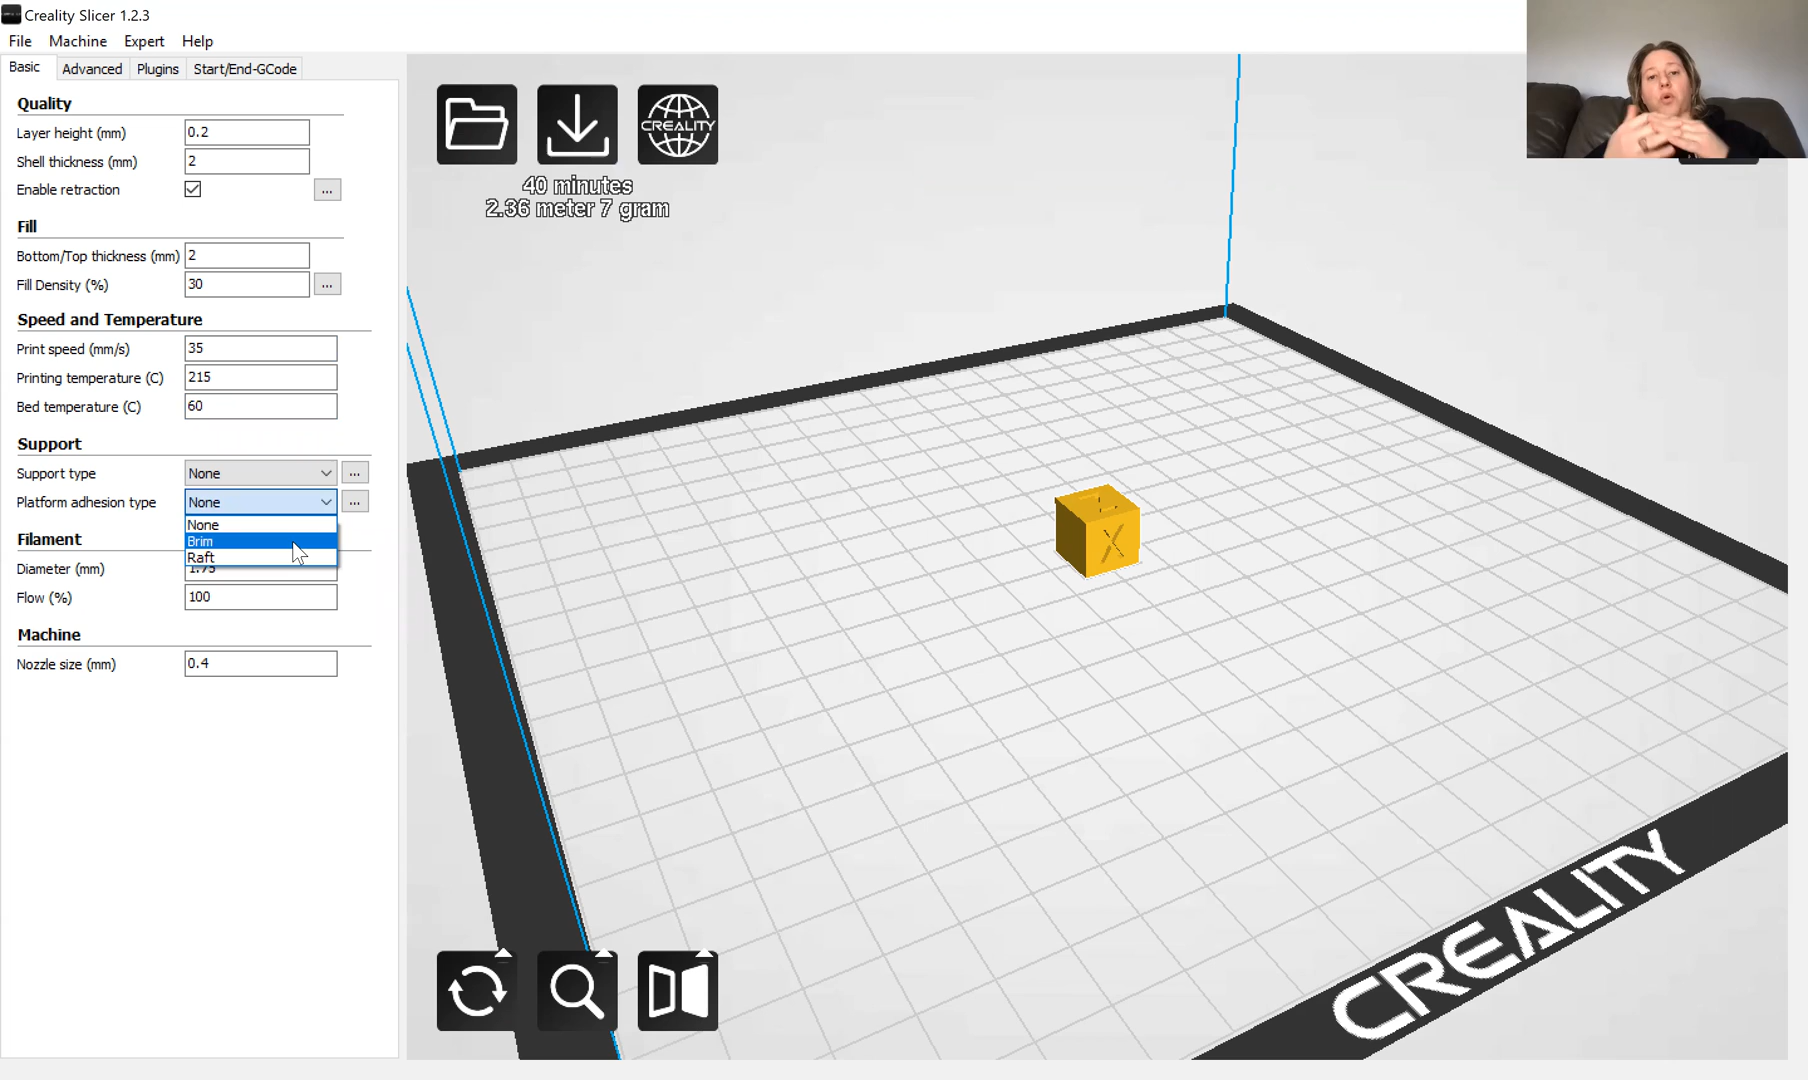 Creality Slicer 1.2.3
File Machine Expert Help
Basic Advanced Plugins Start/End-GCode
Quality
Layer height (mm) 0.2
Shell thickness (mm) 2
Enable retraction ...
Fill
Bottom/Top thickness (mm) 2
Fill Density (%) 30 ...
Speed and Temperature
Print speed (mm/s) 35
Printing temperature (C) 215
Bed temperature (C) 60
Support
Support type None ...
Platform adhesion type None ...
None
Brim
Raft
Filament
Diameter (mm) 1.75
Flow (%) 100
Machine
Nozzle size (mm) 0.4
CREALITY
40 minutes
2.36 meter 7 gram
X
CREALITY